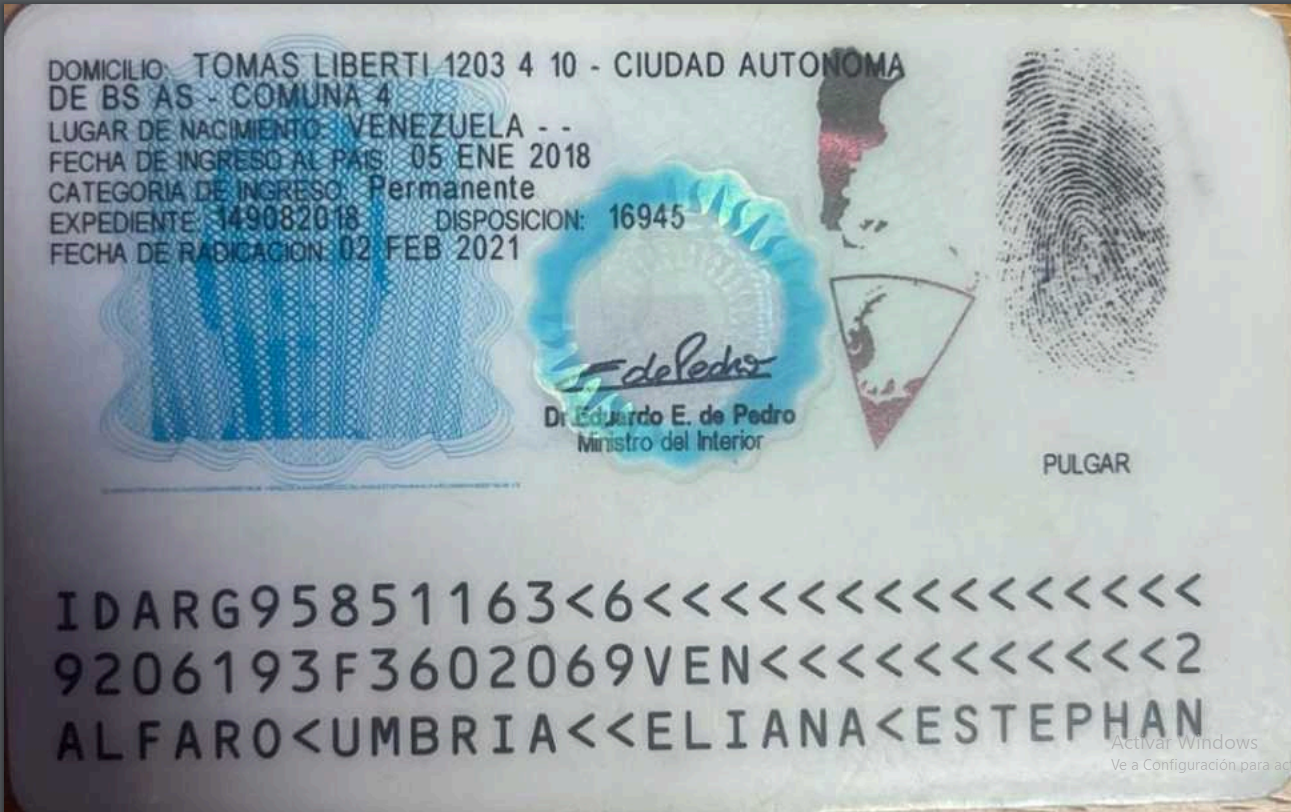 DOMICILIO: TOMAS LIBERTI 1203 4 10 - CIUDAD AUTONOMA
DE BS AS - COMUNA 4
LUGAR DE NACIMIENTO: VENEZUELA - -
FECHA DE INGRESO AL PAIS: 05 ENE 2018
CATEGORIA DE INGRESO: Permanente
EXPEDIENTE: 149082018 DISPOSICION: 16945
FECHA DE RADICACION: 02 FEB 2021
E de Pedro
Dr Eduardo E. de Pedro
Ministro del Interior
PULGAR
IDARG95851163<6<<<<<<<<<<<<<<<
9206193F3602069VEN<<<<<<<<<<<2
ALFARO<UMBRIA<<ELIANA<ESTEPHAN
Activar Windows
Ve a Configuración para